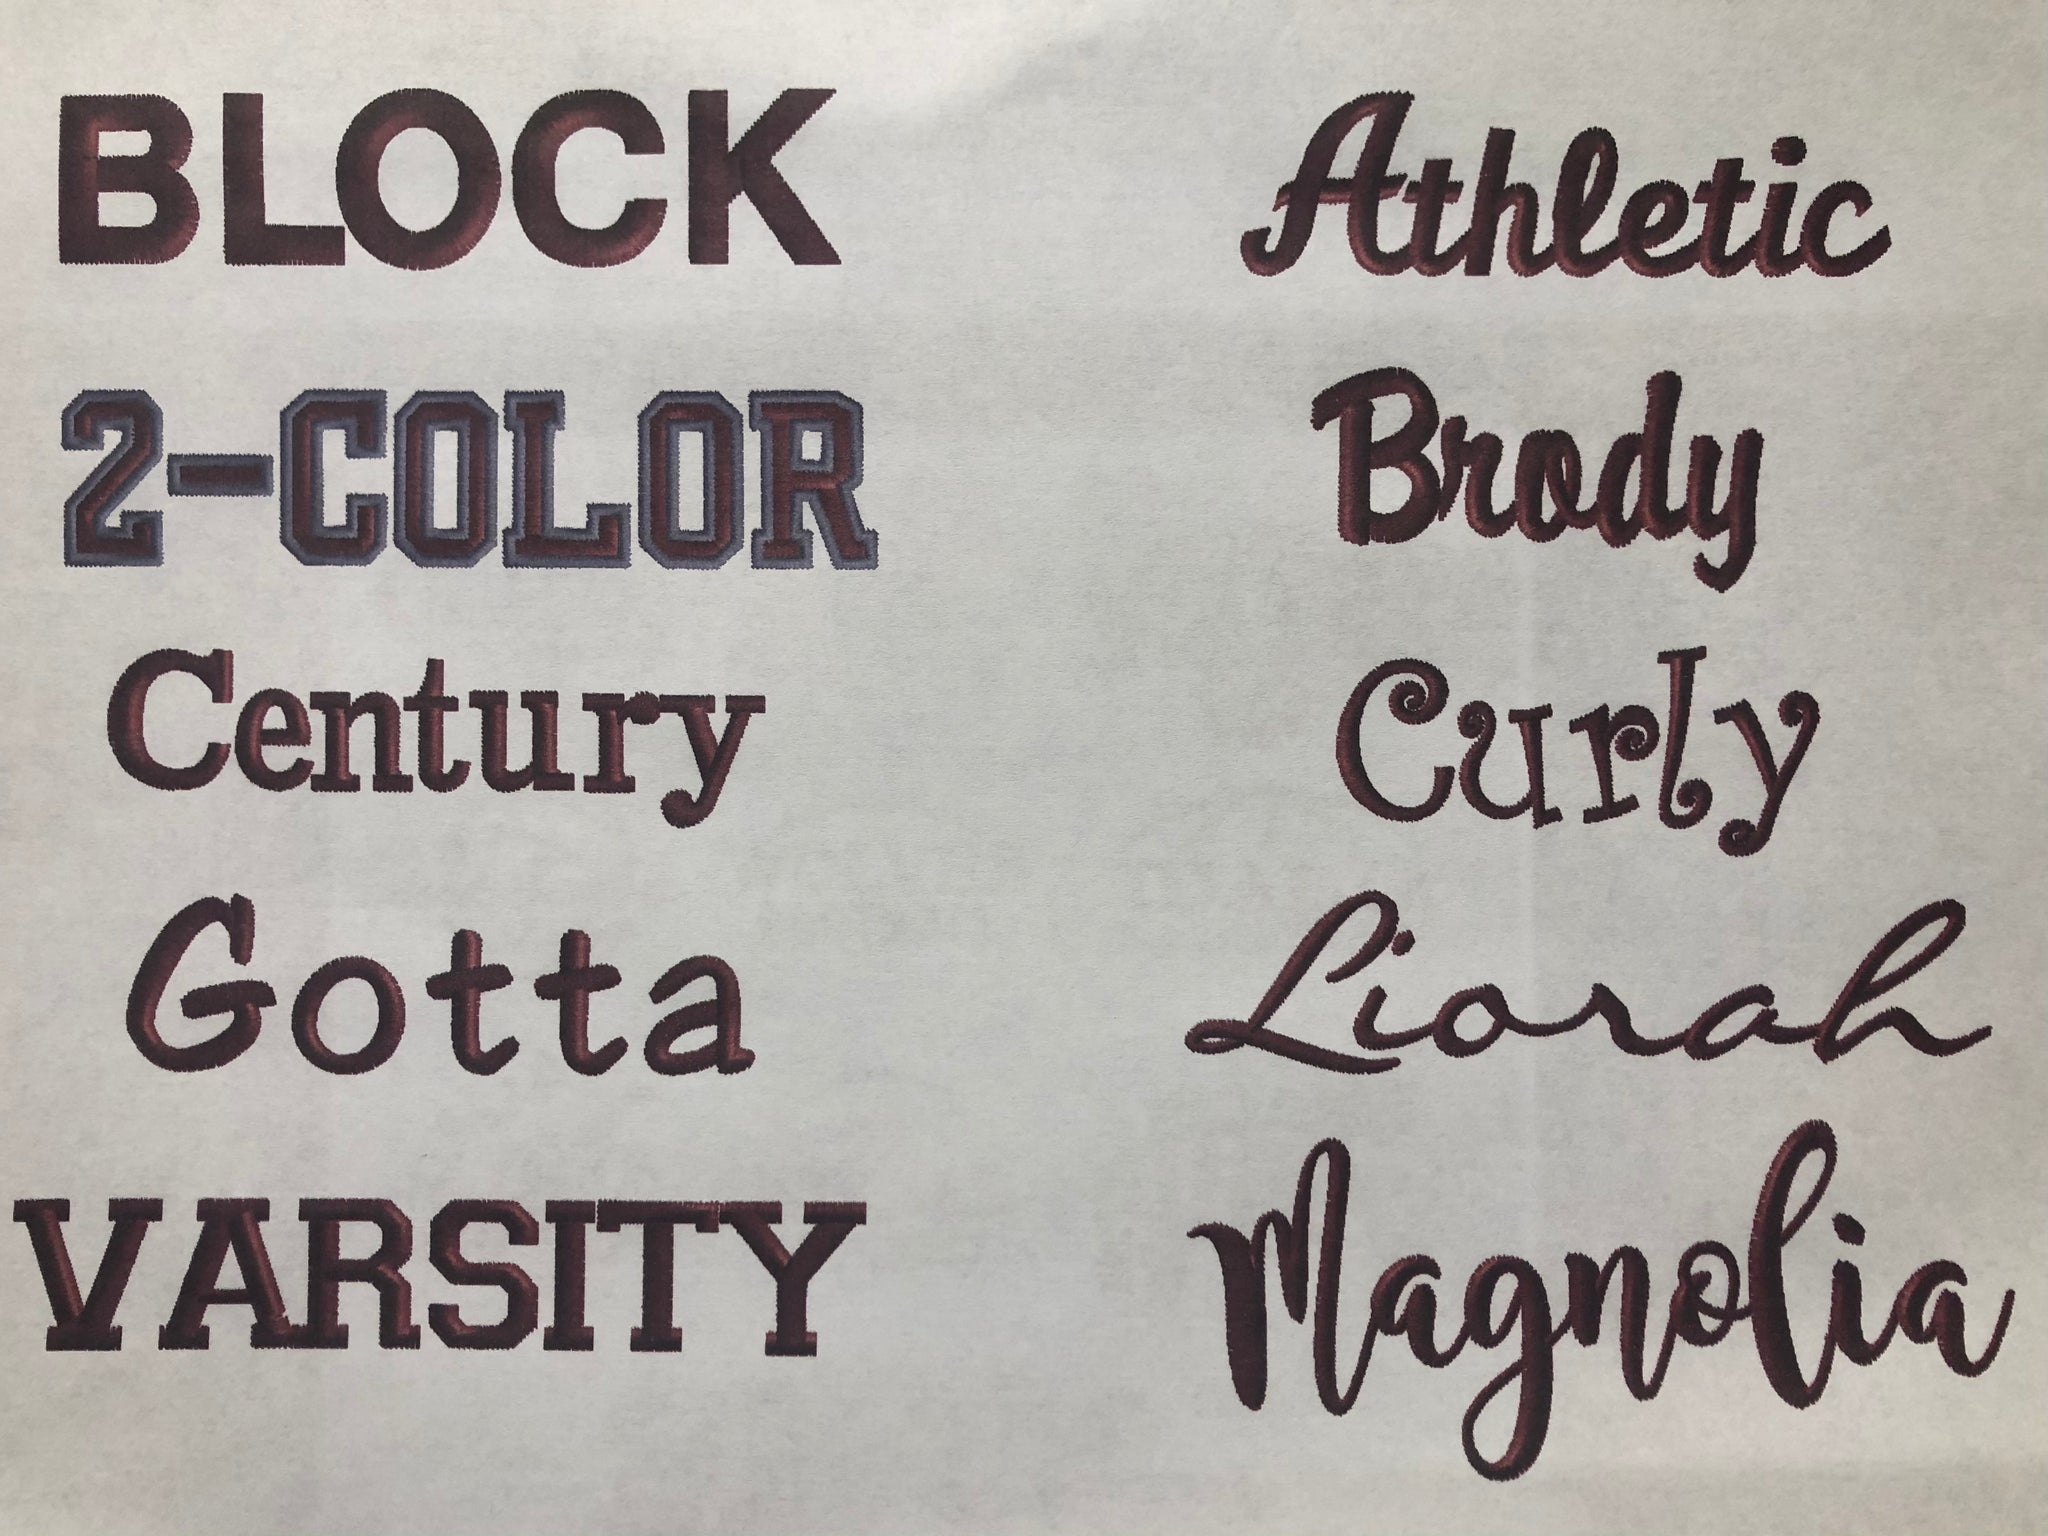 BLOCK
2-COLOR
Century
Gotta
VARSITY
Athletic
Brody
Curly
Liorah
Magnolia